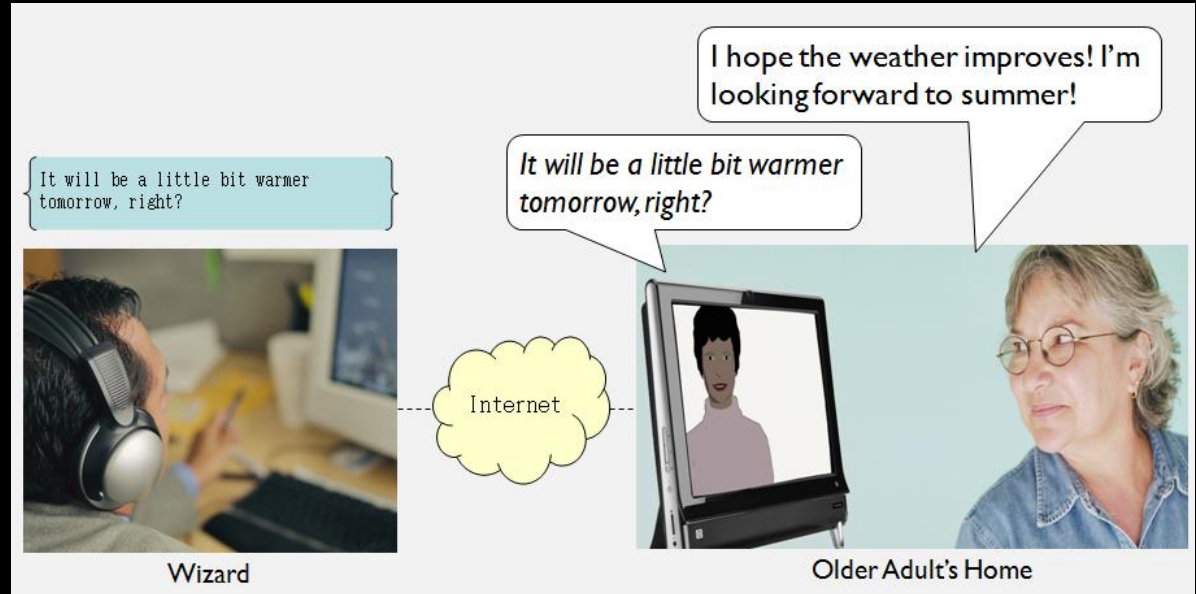 I hope the weather improves! I'm
looking forward to summer!
It will be a little bit warmer
tomorrow, right?
It will be a little bit warmer
tomorrow, right?
Internet
Wizard
Older Adult's Home